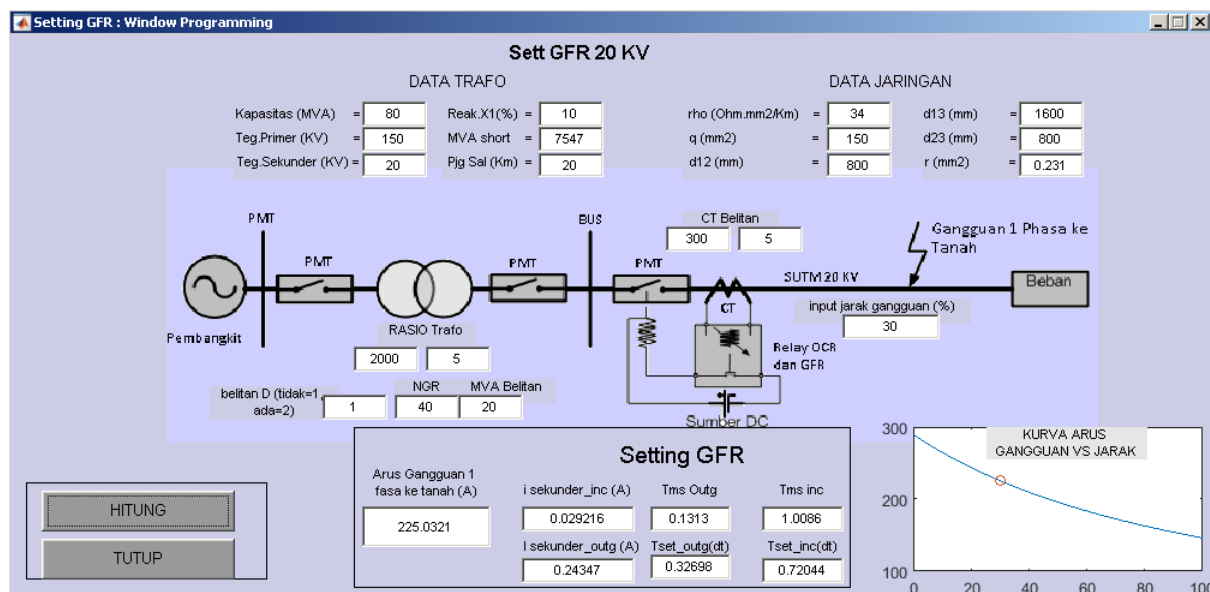 Setting GFR : Window Programming
Sett GFR 20 KV
DATA TRAFO
DATA JARINGAN
Kapasitas (MVA) = 80 Reak.X1(%) = 10 rho (Ohm.mm2/Km) = 34 d13 (mm) = 1600
Teg.Primer (KV) = 150 MVA short = 7547 q (mm2) = 150 d23 (mm) = 800
Teg.Sekunder (KV) = 20 Pjg Sal (Km) = 20 d12 (mm) = 800 r (mm2) = 0.231
PMT
BUS
CT Belitan
300 5
Gangguan 1 Phasa ke
Tanah
PMT
PMT
PMT
SUTM 20 KV
Beban
CT
input jarak gangguan (%)
30
Pembangkit
RASIO Trafo
2000 5
Relay OCR
dan GFR
belitan D (tidak=1,
ada=2)
1
NGR MVA Belitan
40 20
Sumber DC
Setting GFR
Arus Gangguan 1
fasa ke tanah (A)
225.0321
i sekunder_inc (A) Tms Outg Tms inc
0.029216 0.1313 1.0086
I sekunder_outg (A) Tset_outg(dt) Tset_inc(dt)
0.24347 0.32698 0.72044
HITUNG
TUTUP
KURVA ARUS
GANGGUAN VS JARAK
300
200
100
0 20 40 60 80 100